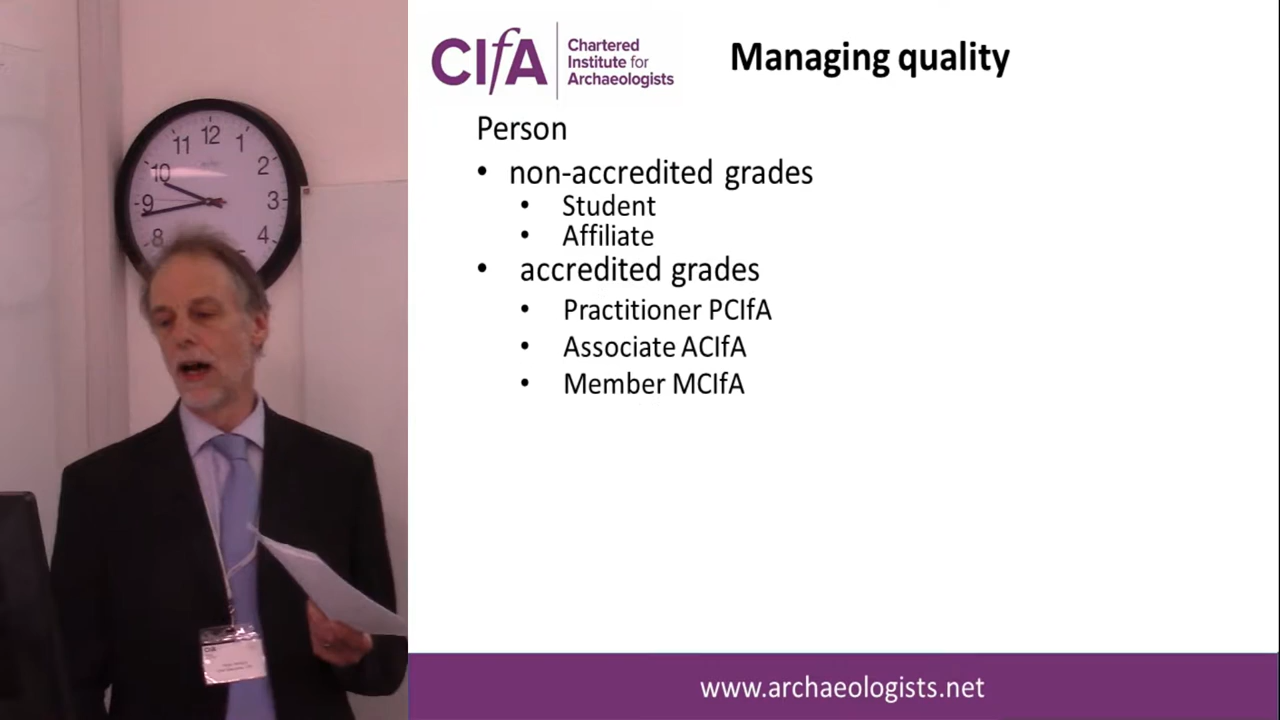 CIfA
Chartered
Institute for
Archaeologists
Managing quality
Person
• non-accredited grades
• Student
• Affiliate
• accredited grades
• Practitioner PCIfA
• Associate ACIfA
• Member MCIfA
www.archaeologists.net
11 12 1
10 2
9 3
8 4
CIfA